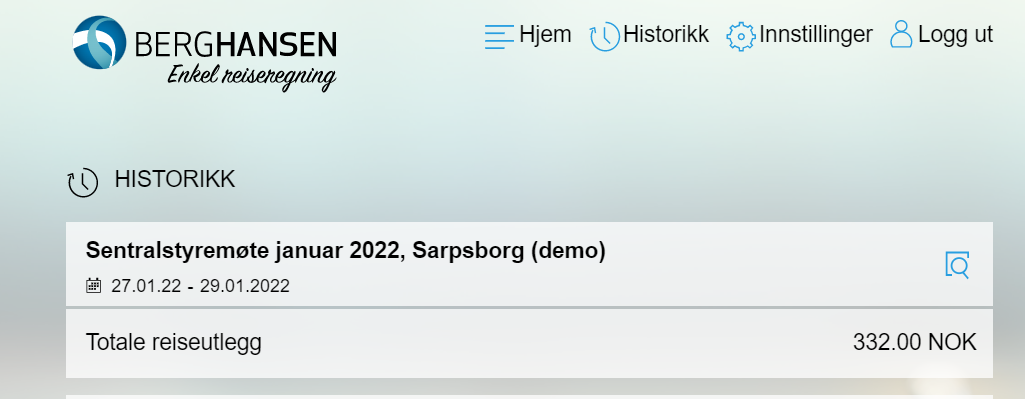 BERGHANSEN
Enkel reiseregning
Hjem Historikk Innstillinger Logg ut
HISTORIKK
Sentralstyremøte januar 2022, Sarpsborg (demo)
27.01.22 - 29.01.2022
Totale reiseutlegg 332.00 NOK